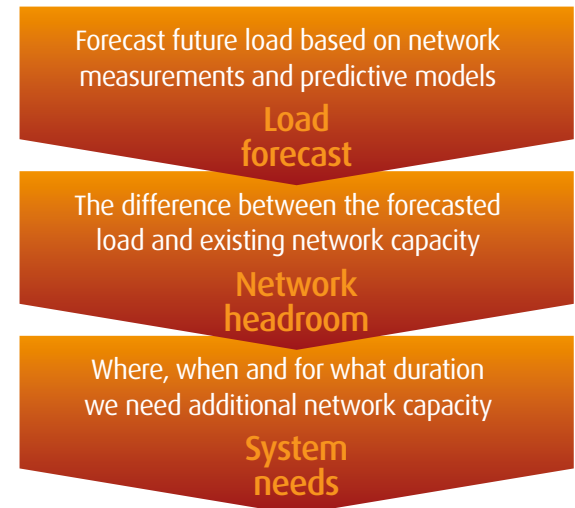 Forecast future load based on network
measurements and predictive models
Load
forecast
The difference between the forecasted
load and existing network capacity
Network
headroom
Where, when and for what duration
we need additional network capacity
System
needs